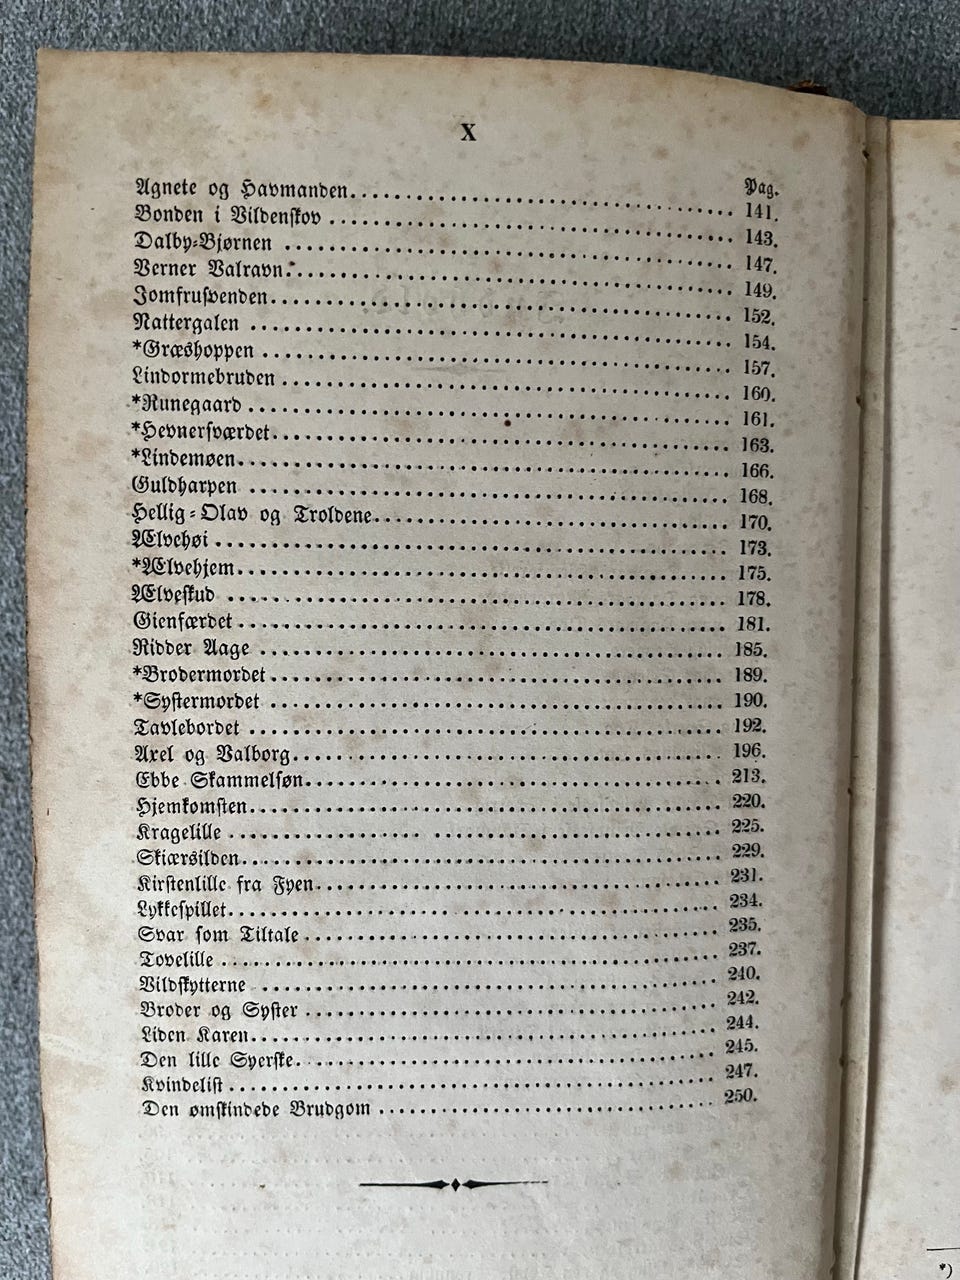 X
Pag.
Agnete og Havmanden........ 141.
Bonden i Vildenskov........ 143.
Dalby-Bjørnen........ 147.
Verner Valravn........ 149.
Jomfrusvenden........ 152.
Nattergalen........ 154.
*Græshoppen........ 157.
Lindormebruden........ 160.
*Runegaard........ 161.
*Hevnersværdet........ 163.
*Lindemøen........ 166.
Guldharpen........ 168.
Hellig-Olav og Troldene........ 170.
Ælvehøi........ 173.
*Ælvehjem........ 175.
Ælveskud........ 178.
Gienfærdet........ 181.
Ridder Aage........ 185.
*Brodermordet........ 189.
*Systermordet........ 190.
Tavlebordet........ 192.
Axel og Valborg........ 196.
Ebbe Skammelsøn........ 213.
Hjemkomsten........ 220.
Kragelille........ 225.
Skiærsilden........ 229.
Kirstenlille fra Fyen........ 231.
Lykkespillet........ 234.
Svar som Tiltale........ 235.
Tovelille........ 237.
Vildskytterne........ 240.
Broder og Syster........ 242.
Liden Karen........ 244.
Den lille Syerske........ 245.
Kvindelist........ 247.
Den omskindede Brudgom........ 250.
*)